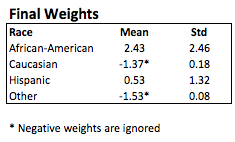 Final Weights
Race Mean Std
African-American 2.43 2.46
Caucasian -1.37* 0.18
Hispanic 0.53 1.32
Other -1.53* 0.08
* Negative weights are ignored